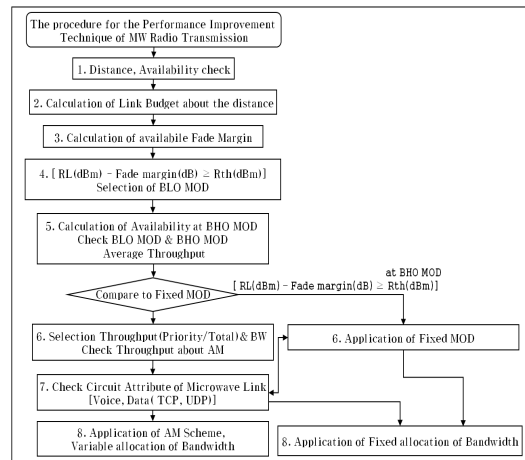 The procedure for the Performance Improvement
Technique of MW Radio Transmission
1. Distance, Availability check
2. Calculation of Link Budget about the distance
3. Calculation of availabile Fade Margin
4. [ RL(dBm) - Fade margin(dB) ≥ Rth(dBm)]
Selection of BLO MOD
5. Calculation of Availability at BHO MOD
Check BLO MOD & BHO MOD
Average Throughput
at BHO MOD
[ RL(dBm) - Fade margin(dB) ≥ Rth(dBm)]
Compare to Fixed MOD
6. Selection Throughput(Priority/Total)& BW
Check Throughput about AM
6. Application of Fixed MOD
7. Check Circuit Attribute of Microwave Link
[Voice, Data( TCP, UDP)]
8. Application of AM Scheme,
Variable allocation of Bandwidth
8. Application of Fixed allocation of Bandwidth